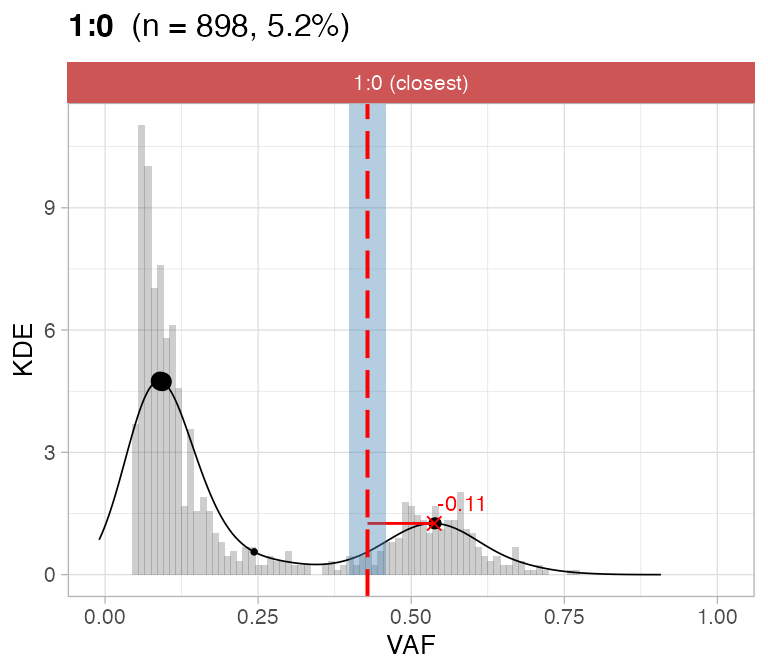 1:0 (n = 898, 5.2%)
1:0 (closest)
KDE
9
6
3
0
-0.11
0.00 0.25 0.50 0.75 1.00
VAF